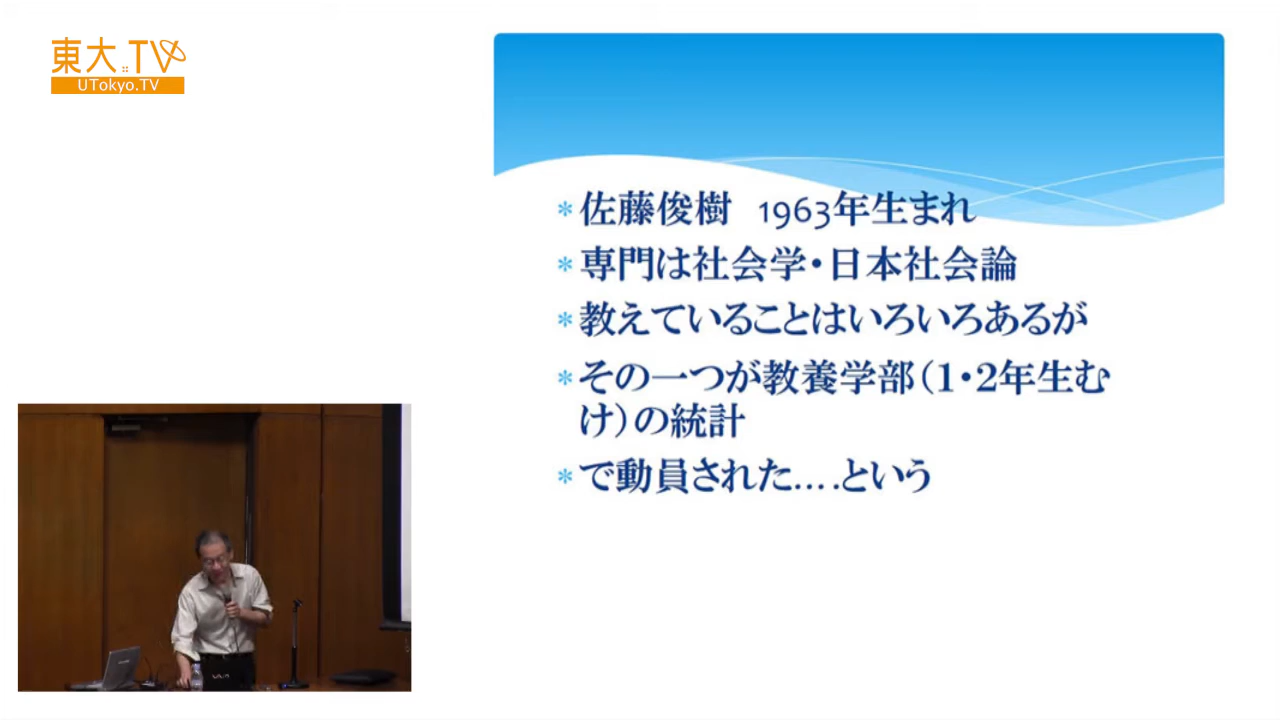 東大TV
UTokyo.TV
*佐藤俊樹 1963年生まれ
*専門は社会学・日本社会論
*教えていることはいろいろあるが
*その一つが教養学部(1・2年生む
け)の統計
*で動員された….という
VAIO